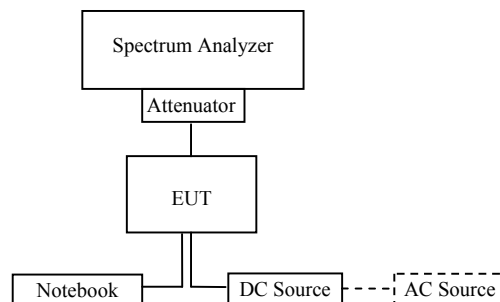 Spectrum Analyzer
Attenuator
EUT
Notebook
DC Source
AC Source